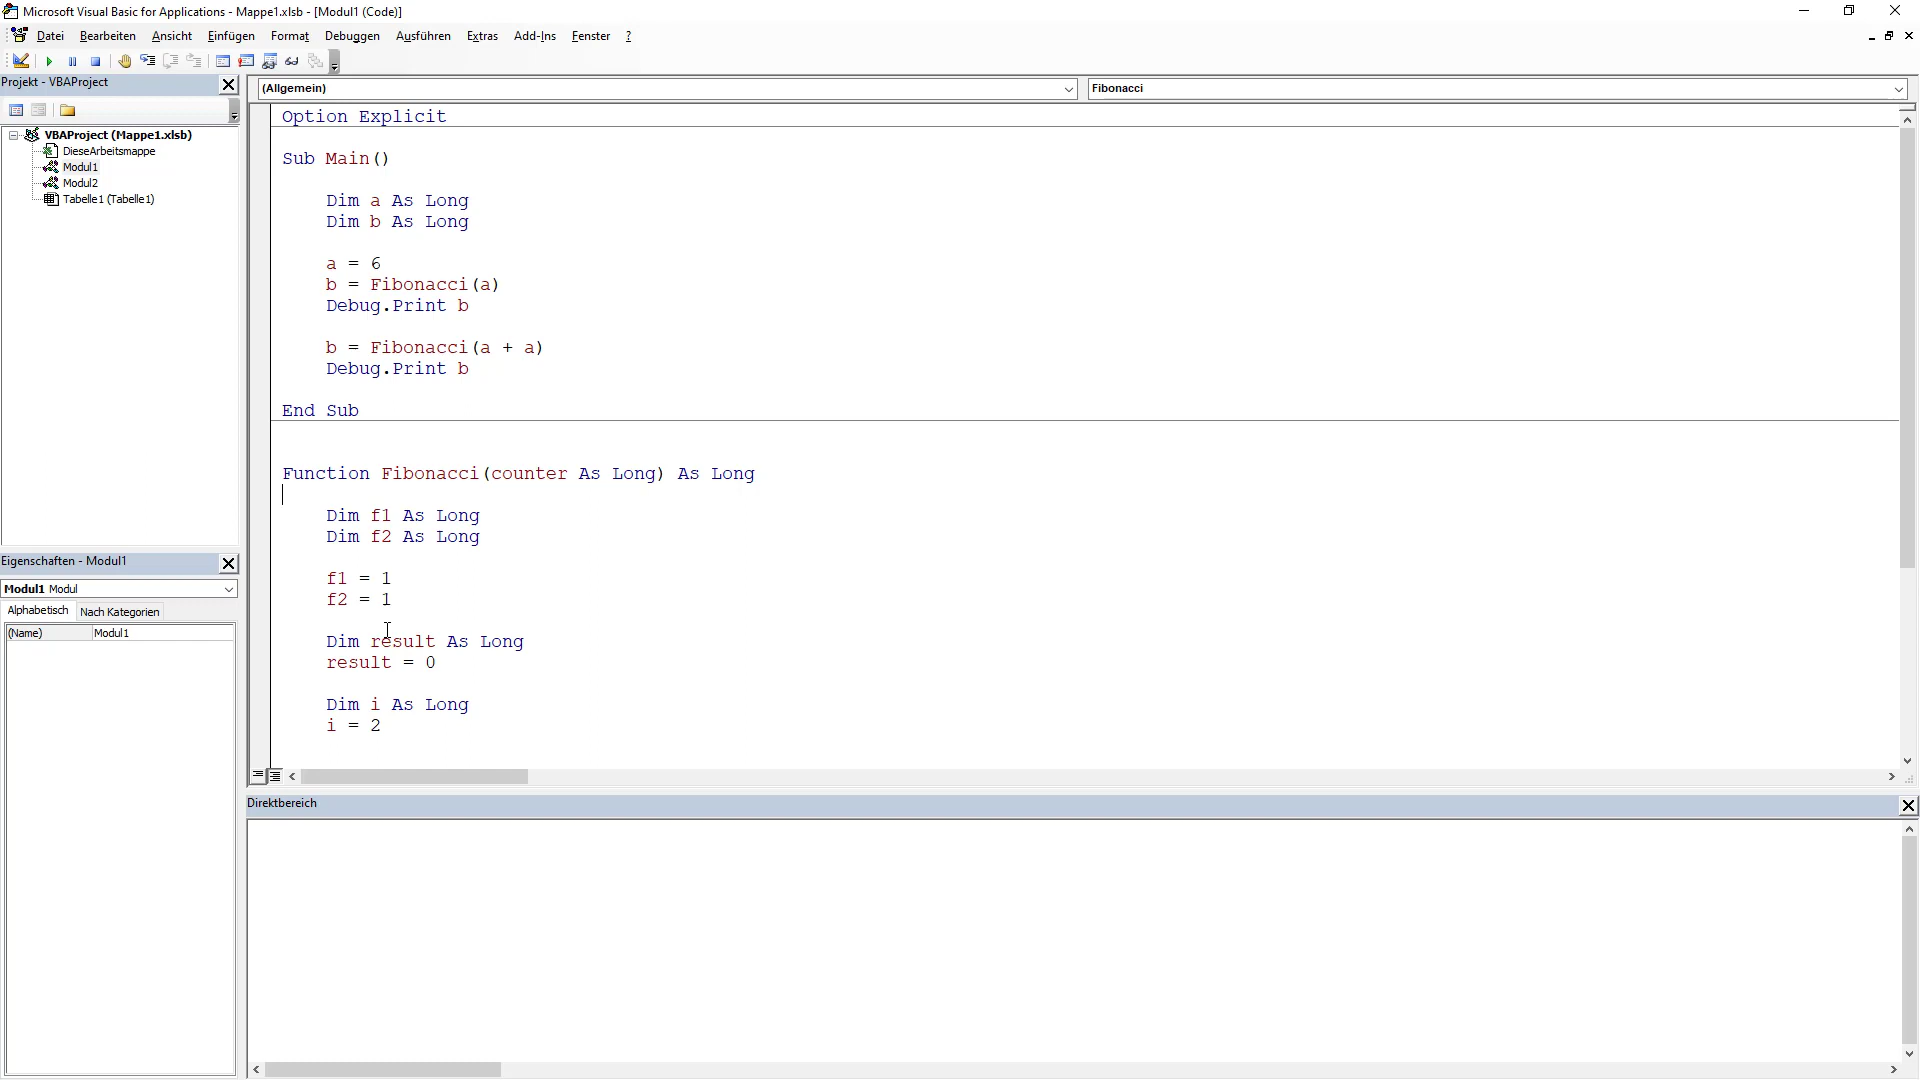 Microsoft Visual Basic for Applications - Mappe1.xlsb - [Modul1 (Code)]
Datei Bearbeiten Ansicht Einfügen Format Debuggen Ausführen Extras Add-Ins Fenster ?
Projekt - VBAProject
VBAProject (Mappe1.xlsb)
DieseArbeitsmappe
Modul1
Modul2
Tabelle1 (Tabelle1)
Eigenschaften - Modul1
Modul1 Modul
Alphabetisch Nach Kategorien
(Name) Modul1
(Allgemein) Fibonacci
Option Explicit
Sub Main()
Dim a As Long
Dim b As Long
a = 6
b = Fibonacci(a)
Debug.Print b
b = Fibonacci(a + a)
Debug.Print b
End Sub
Function Fibonacci(counter As Long) As Long
Dim f1 As Long
Dim f2 As Long
f1 = 1
f2 = 1
Dim result As Long
result = 0
Dim i As Long
i = 2
Direktbereich